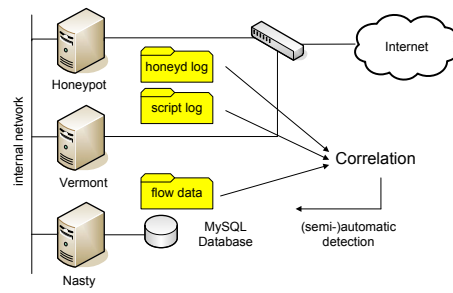 Honeypot
honeyd log
Internet
script log
internal network
Vermont
Correlation
flow data
MySQL
Database
(semi-)automatic
detection
Nasty